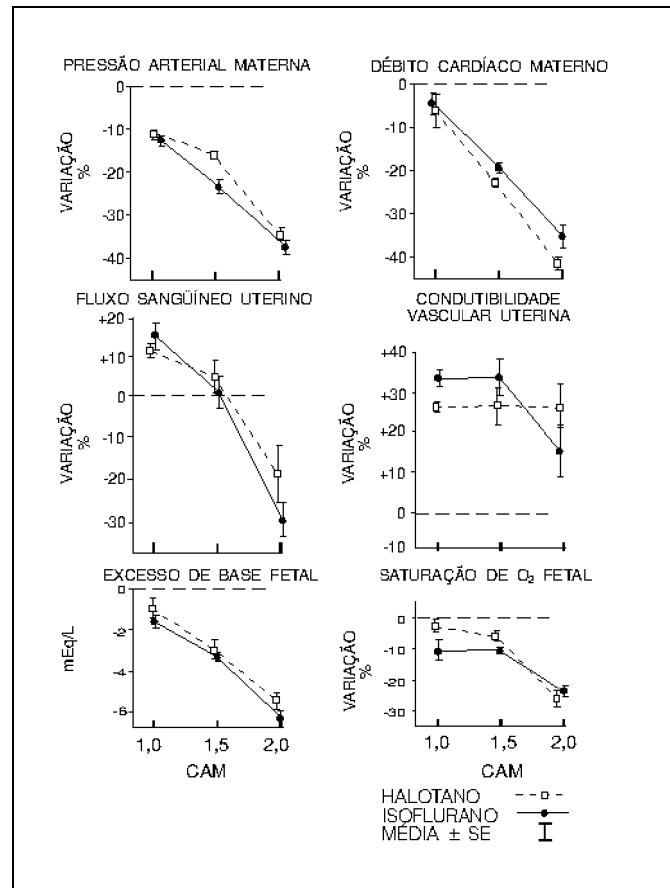 PRESSÃO ARTERIAL MATERNA
0
-10
-20
-30
-40
VARIAÇÃO
%
DÉBITO CARDÍACO MATERNO
0
-10
-20
-30
-40
VARIAÇÃO
%
FLUXO SANGÜÍNEO UTERINO
+20
+10
0
-10
-20
-30
VARIAÇÃO
%
CONDUTIBILIDADE
VASCULAR UTERINA
+40
+30
+20
+10
0
-10
VARIAÇÃO
%
EXCESSO DE BASE FETAL
0
-2
-4
-6
mEq/L
1,0 1,5 2,0
CAM
SATURAÇÃO DE O₂ FETAL
0
-10
-20
-30
VARIAÇÃO
%
1,0 1,5 2,0
CAM
HALOTANO
ISOFLURANO
MÉDIA ± SE